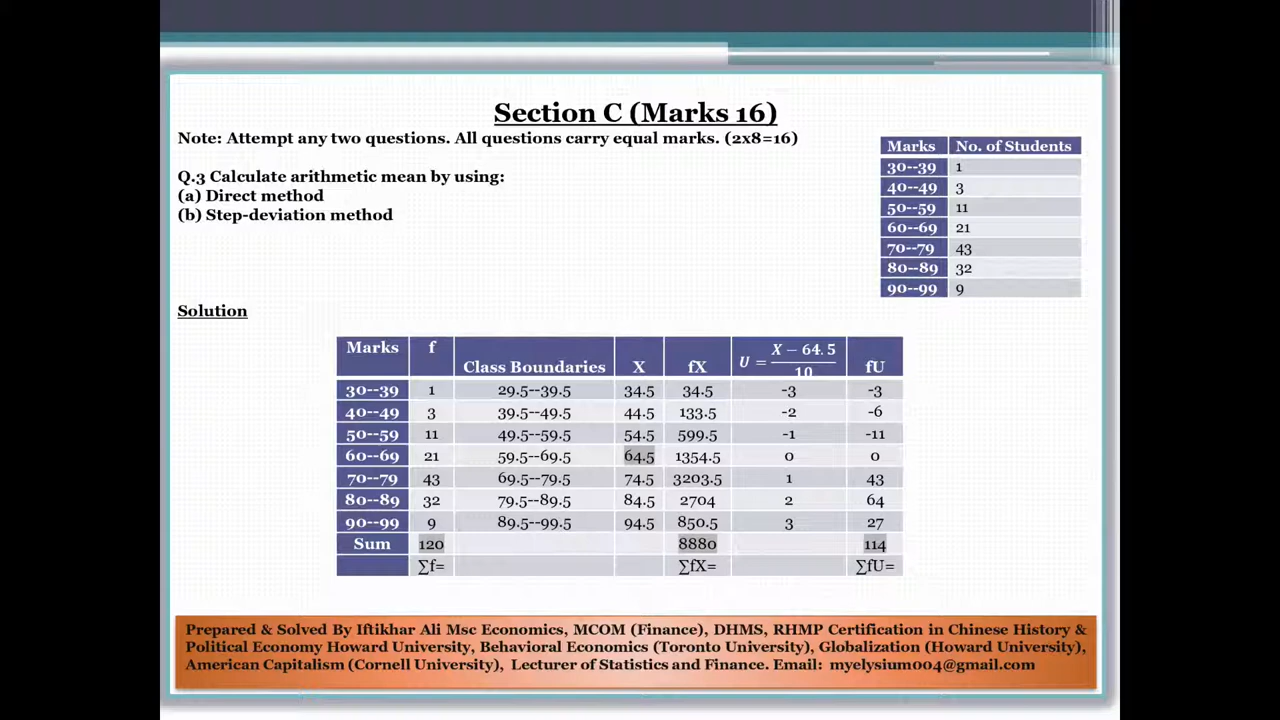 Section C (Marks 16)
Note: Attempt any two questions. All questions carry equal marks. (2x8=16)
Q.3 Calculate arithmetic mean by using:
(a) Direct method
(b) Step-deviation method
Marks No. of Students
30--39 1
40--49 3
50--59 11
60--69 21
70--79 43
80--89 32
90--99 9
Solution
Marks f Class Boundaries X fX U = (X − 64.5)/10 fU
30--39 1 29.5--39.5 34.5 34.5 -3 -3
40--49 3 39.5--49.5 44.5 133.5 -2 -6
50--59 11 49.5--59.5 54.5 599.5 -1 -11
60--69 21 59.5--69.5 64.5 1354.5 0 0
70--79 43 69.5--79.5 74.5 3203.5 1 43
80--89 32 79.5--89.5 84.5 2704 2 64
90--99 9 89.5--99.5 94.5 850.5 3 27
Sum 120 8880 114
∑f= ∑fX= ∑fU=
Prepared & Solved By Iftikhar Ali Msc Economics, MCOM (Finance), DHMS, RHMP Certification in Chinese History &
Political Economy Howard University, Behavioral Economics (Toronto University), Globalization (Howard University),
American Capitalism (Cornell University), Lecturer of Statistics and Finance. Email: myelysium004@gmail.com